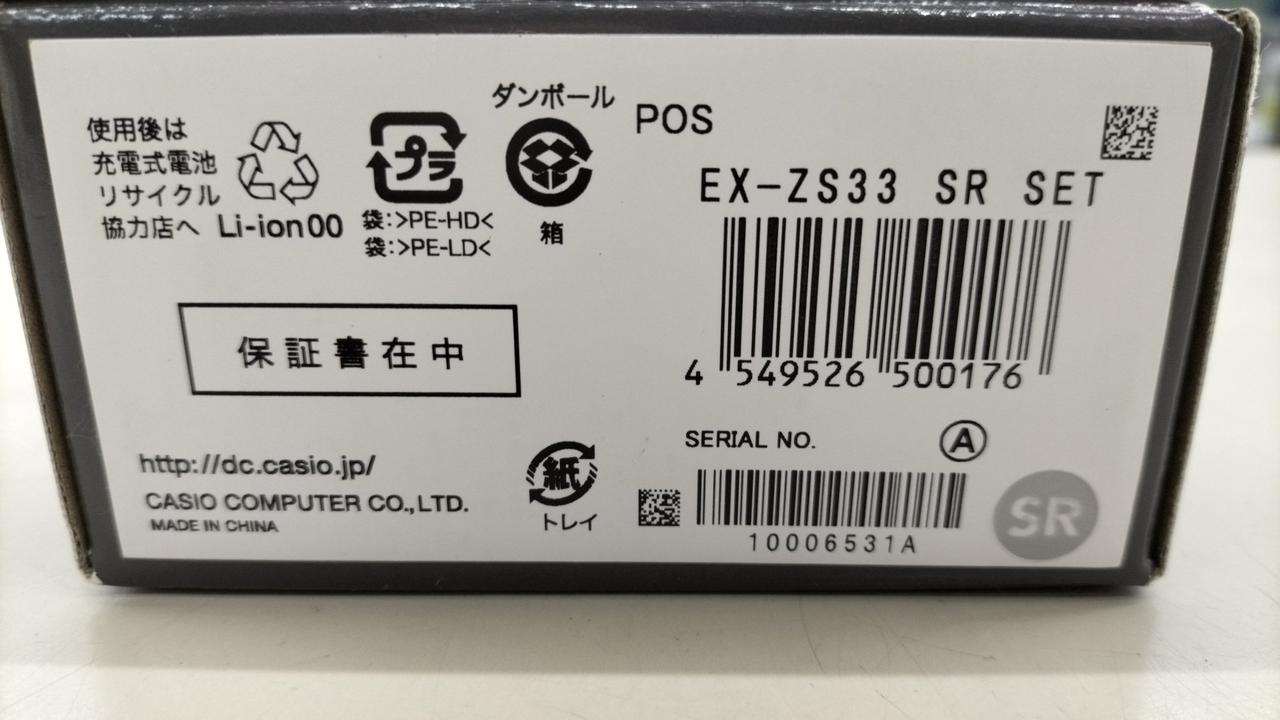 使用後は
充電式電池
リサイクル
協力店へ
Li-ion00
プラ
袋:>PE-HD<
袋:>PE-LD<
ダンボール
箱
POS
EX-ZS33 SR SET
4 549526 500176
保証書在中
SERIAL NO.
A
http://dc.casio.jp/
CASIO COMPUTER CO.,LTD.
MADE IN CHINA
紙
トレイ
10006531A
SR